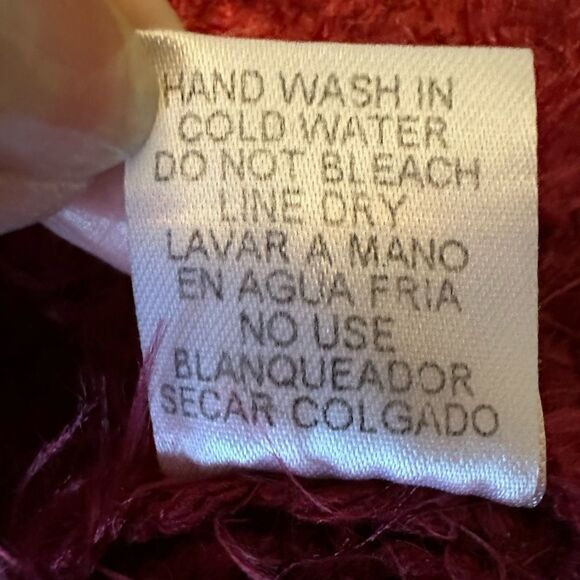 HAND WASH IN
COLD WATER
DO NOT BLEACH
LINE DRY
LAVAR A MANO
EN AGUA FRIA
NO USE
BLANQUEADOR
SECAR COLGADO